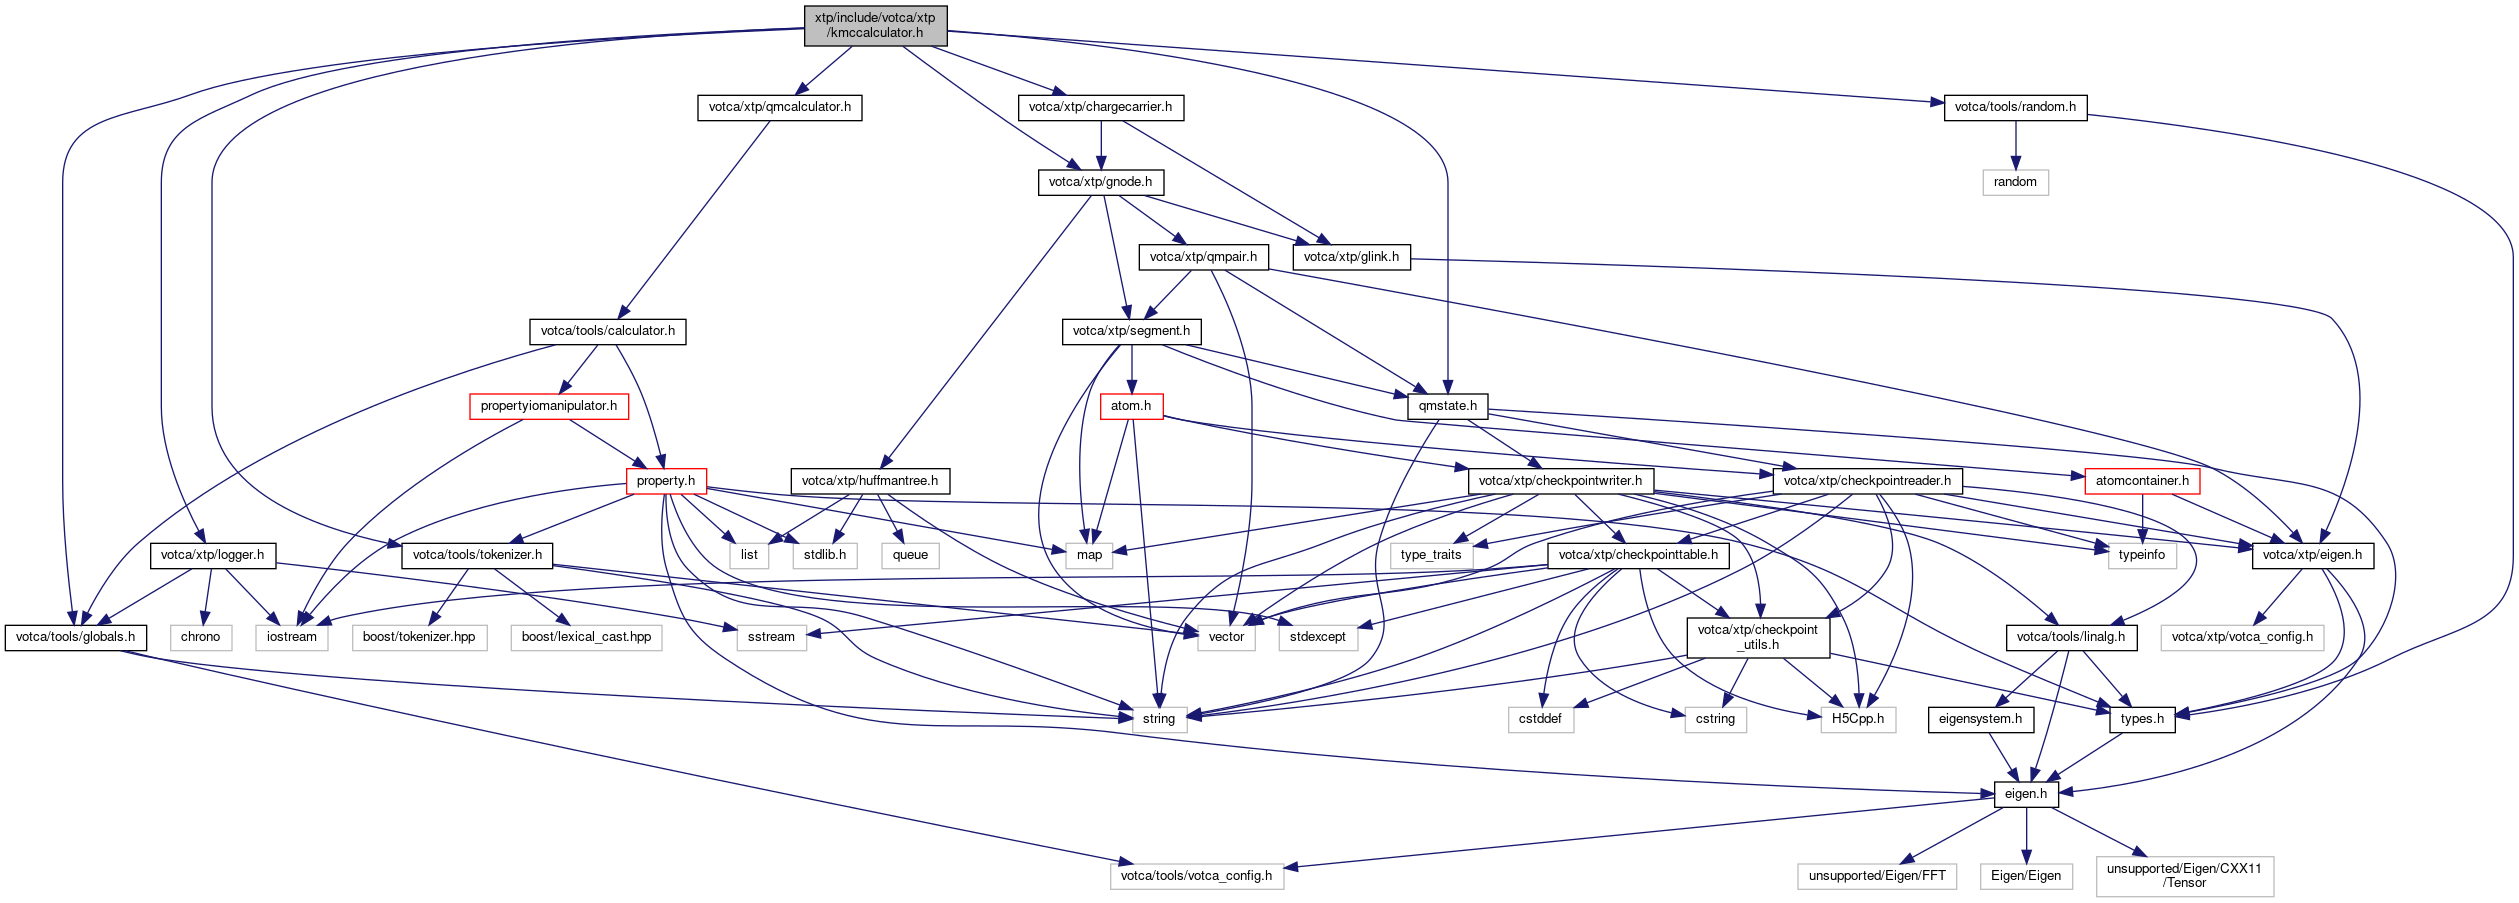 xtp/include/votca/xtp
/kmccalculator.h
votca/xtp/qmcalculator.h
votca/xtp/chargecarrier.h
votca/tools/random.h
votca/xtp/gnode.h
random
votca/xtp/qmpair.h
votca/xtp/glink.h
votca/tools/calculator.h
votca/xtp/segment.h
propertyiomanipulator.h
atom.h
qmstate.h
property.h
votca/xtp/huffmantree.h
votca/xtp/checkpointwriter.h
votca/xtp/checkpointreader.h
atomcontainer.h
votca/xtp/logger.h
votca/tools/tokenizer.h
list
stdlib.h
queue
map
type_traits
votca/xtp/checkpointtable.h
typeinfo
votca/xtp/eigen.h
votca/tools/globals.h
chrono
iostream
boost/tokenizer.hpp
boost/lexical_cast.hpp
sstream
vector
stdexcept
votca/xtp/checkpoint
_utils.h
votca/tools/linalg.h
votca/xtp/votca_config.h
string
cstddef
cstring
H5Cpp.h
eigensystem.h
types.h
eigen.h
votca/tools/votca_config.h
unsupported/Eigen/FFT
Eigen/Eigen
unsupported/Eigen/CXX11
/Tensor